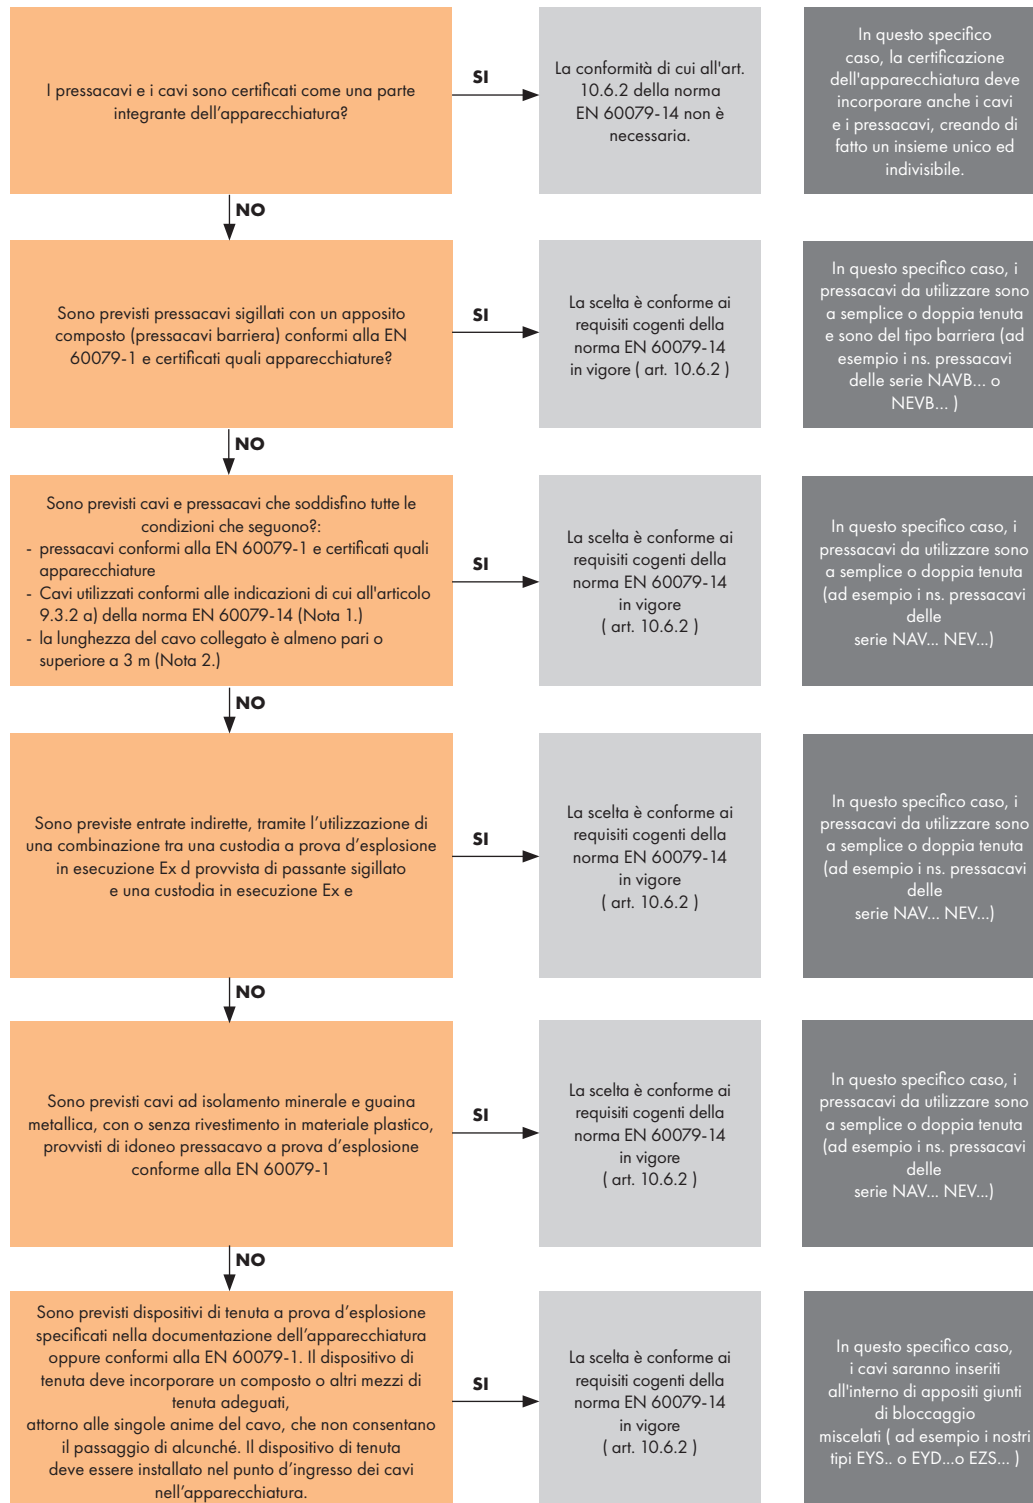 I pressacavi e i cavi sono certificati come una parte
integrante dell'apparecchiatura?
SI
La conformità di cui all'art.
10.6.2 della norma
EN 60079-14 non è
necessaria.
In questo specifico
caso, la certificazione
dell'apparecchiatura deve
incorporare anche i cavi
e i pressacavi, creando di
fatto un insieme unico ed
indivisibile.
NO
Sono previsti pressacavi sigillati con un apposito
composto (pressacavi barriera) conformi alla EN
60079-1 e certificati quali apparecchiature?
SI
La scelta è conforme ai
requisiti cogenti della
norma EN 60079-14
in vigore ( art. 10.6.2 )
In questo specifico caso, i
pressacavi da utilizzare sono
a semplice o doppia tenuta
e sono del tipo barriera (ad
esempio i ns. pressacavi
delle serie NAVB... o
NEVB... )
NO
Sono previsti cavi e pressacavi che soddisfino tutte le
condizioni che seguono?:
- pressacavi conformi alla EN 60079-1 e certificati quali
apparecchiature
- Cavi utilizzati conformi alle indicazioni di cui all'articolo
9.3.2 a) della norma EN 60079-14 (Nota 1.)
- la lunghezza del cavo collegato è almeno pari o
superiore a 3 m (Nota 2.)
SI
La scelta è conforme ai
requisiti cogenti della
norma EN 60079-14
in vigore
( art. 10.6.2 )
In questo specifico caso, i
pressacavi da utilizzare sono
a semplice o doppia tenuta
(ad esempio i ns. pressacavi
delle
serie NAV... NEV...)
NO
Sono previste entrate indirette, tramite l'utilizzazione di
una combinazione tra una custodia a prova d'esplosione
in esecuzione Ex d provvista di passante sigillato
e una custodia in esecuzione Ex e
SI
La scelta è conforme ai
requisiti cogenti della
norma EN 60079-14
in vigore
( art. 10.6.2 )
In questo specifico caso, i
pressacavi da utilizzare sono
a semplice o doppia tenuta
(ad esempio i ns. pressacavi
delle
serie NAV... NEV...)
NO
Sono previsti cavi ad isolamento minerale e guaina
metallica, con o senza rivestimento in materiale plastico,
provvisti di idoneo pressacavo a prova d'esplosione
conforme alla EN 60079-1
SI
La scelta è conforme ai
requisiti cogenti della
norma EN 60079-14
in vigore
( art. 10.6.2 )
In questo specifico caso, i
pressacavi da utilizzare sono
a semplice o doppia tenuta
(ad esempio i ns. pressacavi
delle
serie NAV... NEV...)
NO
Sono previsti dispositivi di tenuta a prova d'esplosione
specificati nella documentazione dell'apparecchiatura
oppure conformi alla EN 60079-1. Il dispositivo di
tenuta deve incorporare un composto o altri mezzi di
tenuta adeguati,
attorno alle singole anime del cavo, che non consentano
il passaggio di alcunché. Il dispositivo di tenuta
deve essere installato nel punto d'ingresso dei cavi
nell'apparecchiatura.
SI
La scelta è conforme ai
requisiti cogenti della
norma EN 60079-14
in vigore
( art. 10.6.2 )
In questo specifico caso,
i cavi saranno inseriti
all'interno di appositi giunti
di bloccaggio
miscelati ( ad esempio i nostri
tipi EYS.. o EYD...o EZS... )